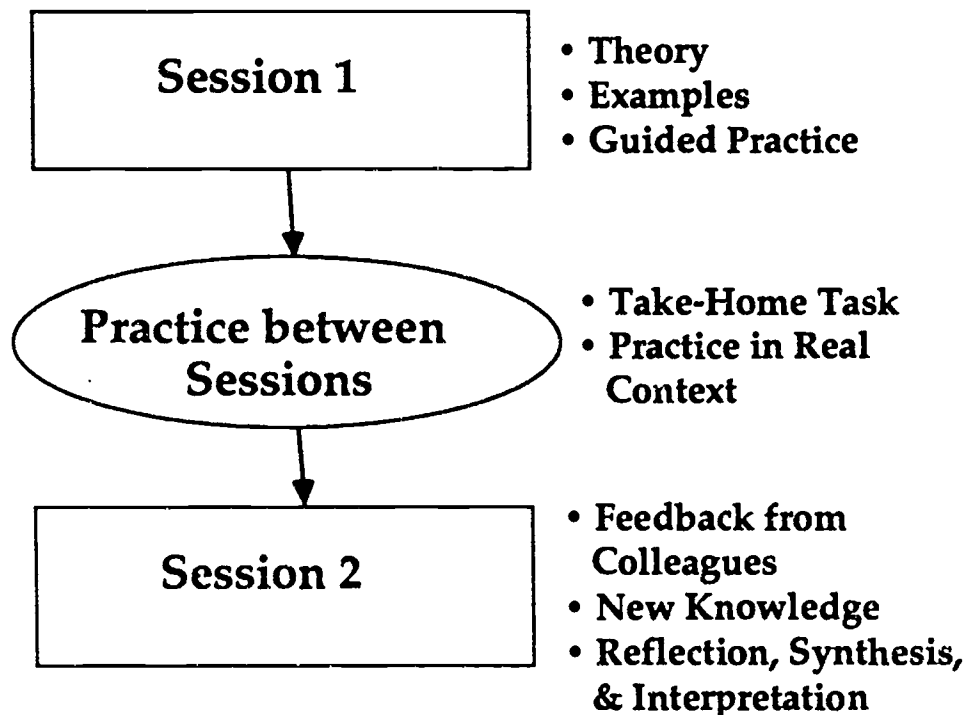 Session 1
• Theory
• Examples
• Guided Practice
Practice between
Sessions
• Take-Home Task
• Practice in Real
Context
Session 2
• Feedback from
Colleagues
• New Knowledge
• Reflection, Synthesis,
& Interpretation